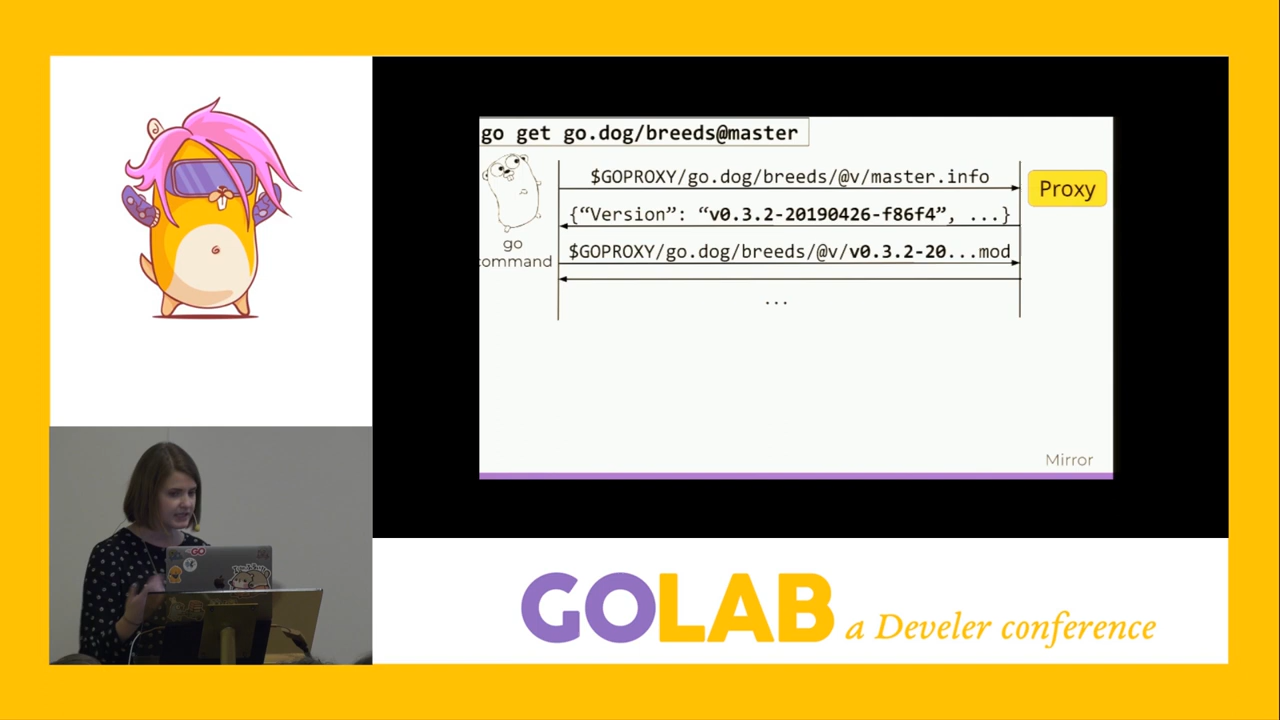 go get go.dog/breeds@master
$GOPROXY/go.dog/breeds/@v/master.info
Proxy
{“Version”: “v0.3.2-20190426-f86f4”, ...}
go
command
$GOPROXY/go.dog/breeds/@v/v0.3.2-20...mod
...
Mirror
GO
GOLAB a Develer conference